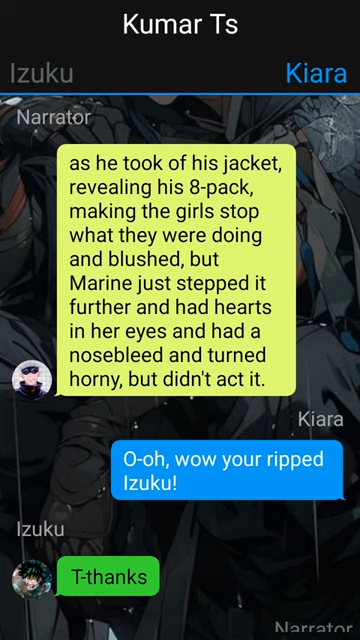 Kumar Ts
Izuku
Kiara
Narrator
as he took of his jacket,
revealing his 8-pack,
making the girls stop
what they were doing
and blushed, but
Marine just stepped it
further and had hearts
in her eyes and had a
nosebleed and turned
horny, but didn't act it.
Kiara
O-oh, wow your ripped
Izuku!
Izuku
T-thanks
Narrator